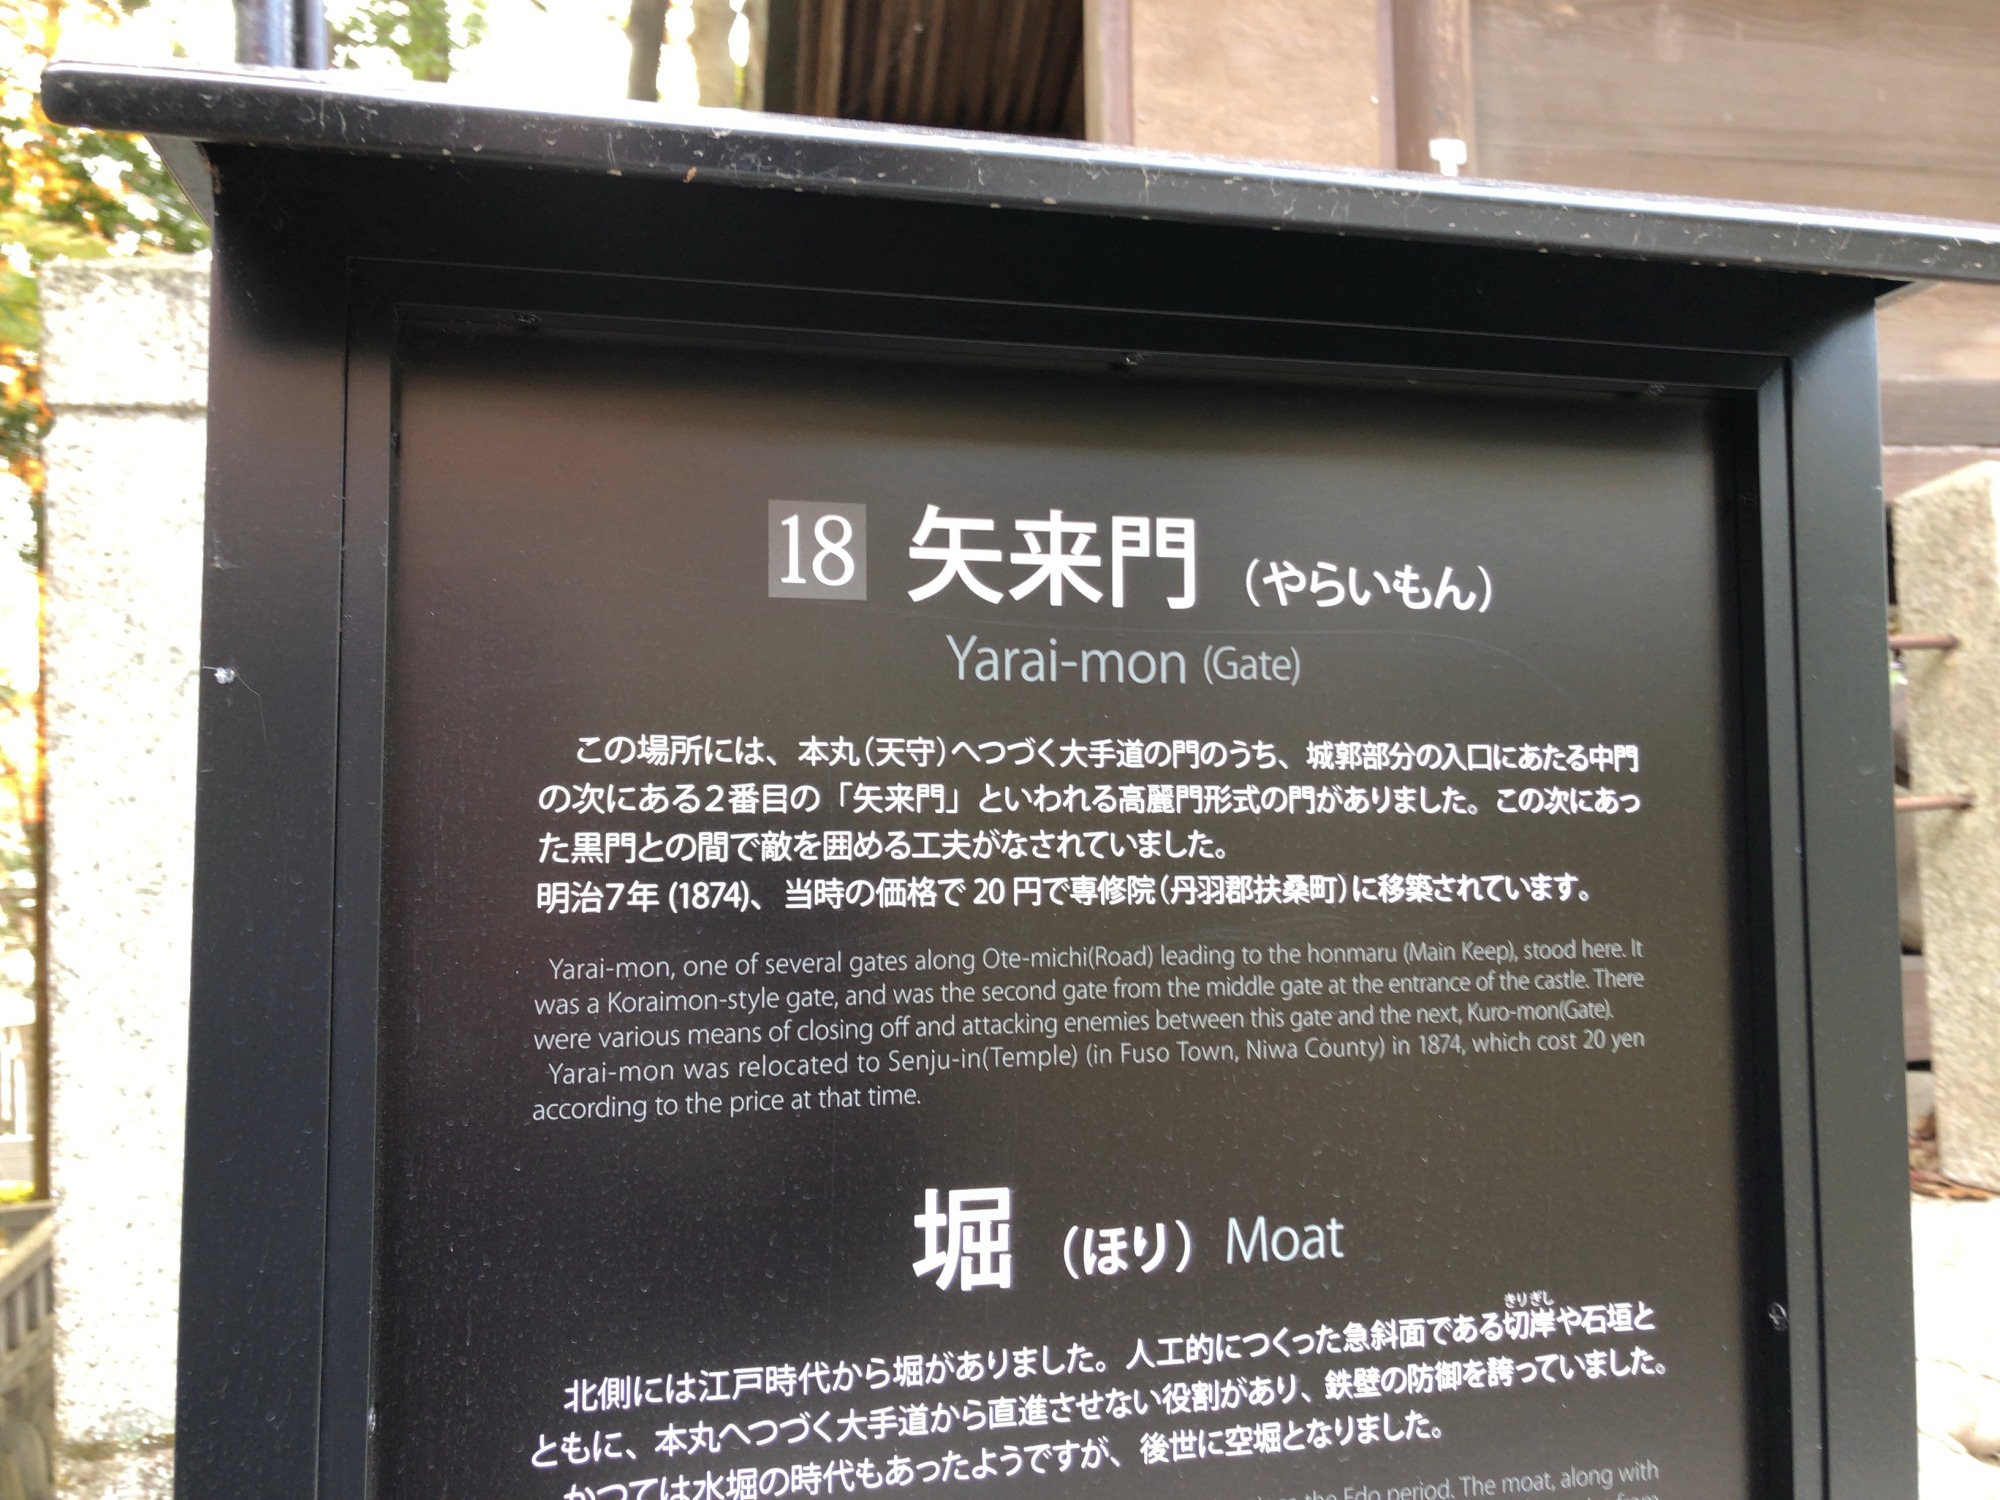 18 矢来門 （やらいもん）
Yarai-mon (Gate)
この場所には、本丸（天守）へつづく大手道の門のうち、城郭部分の入口にあたる中門
の次にある２番目の「矢来門」といわれる高麗門形式の門がありました。この次にあっ
た黒門との間で敵を囲める工夫がなされていました。
明治７年 (1874)、当時の価格で 20 円で専修院（丹羽郡扶桑町）に移築されています。
Yarai-mon, one of several gates along Ote-michi(Road) leading to the honmaru (Main Keep), stood here. It
was a Koraimon-style gate, and was the second gate from the middle gate at the entrance of the castle. There
were various means of closing off and attacking enemies between this gate and the next, Kuro-mon(Gate).
Yarai-mon was relocated to Senju-in(Temple) (in Fuso Town, Niwa County) in 1874, which cost 20 yen
according to the price at that time.
堀 （ほり） Moat
きりぎし
北側には江戸時代から堀がありました。人工的につくった急斜面である切岸や石垣と
ともに、本丸へつづく大手道から直進させない役割があり、鉄壁の防御を誇っていました。
かつては水堀の時代もあったようですが、後世に空堀となりました。
the Edo period. The moat, along with
from